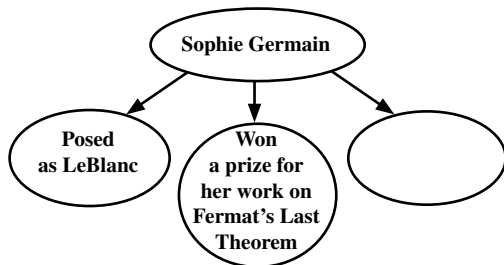 Sophie Germain
Posed
as LeBlanc
Won
a prize for
her work on
Fermat's Last
Theorem